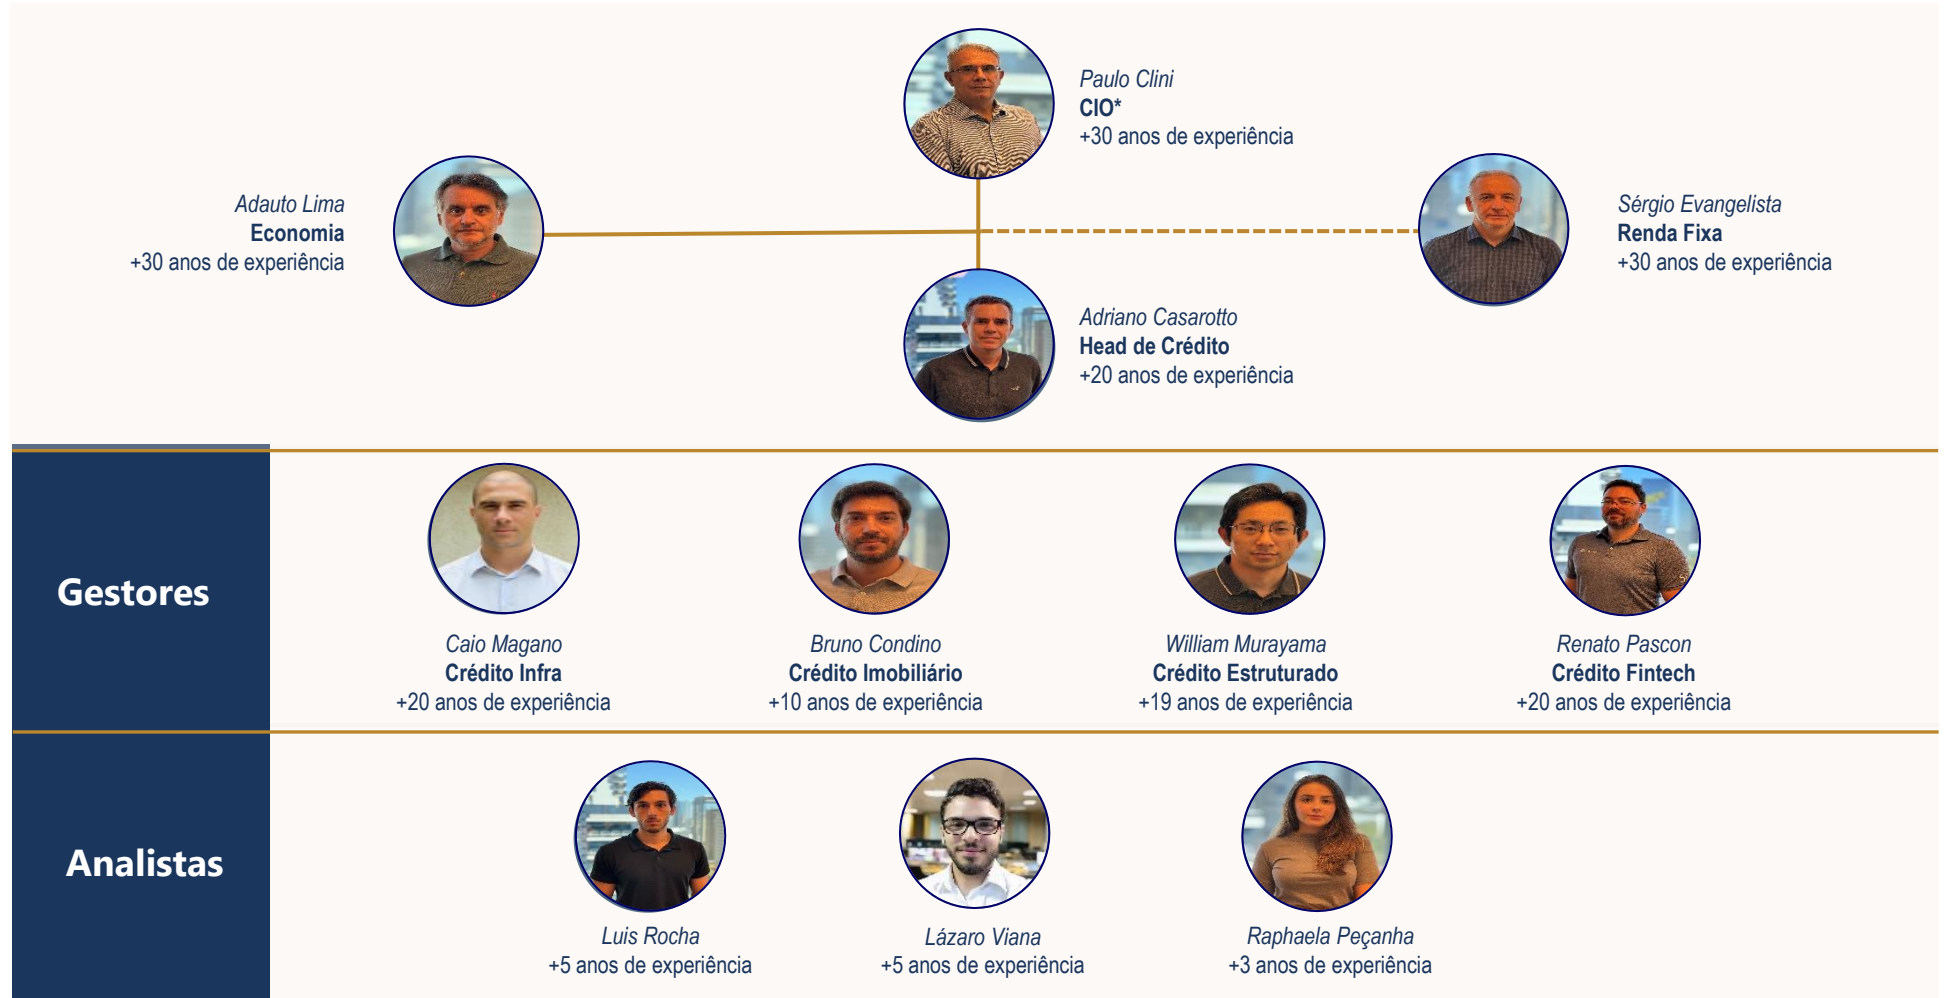 Paulo Clini
CIO*
+30 anos de experiência
Adauto Lima
Economia
+30 anos de experiência
Sérgio Evangelista
Renda Fixa
+30 anos de experiência
Adriano Casarotto
Head de Crédito
+20 anos de experiência
Gestores
Caio Magano
Crédito Infra
+20 anos de experiência
Bruno Condino
Crédito Imobiliário
+10 anos de experiência
William Murayama
Crédito Estruturado
+19 anos de experiência
Renato Pascon
Crédito Fintech
+20 anos de experiência
Analistas
Luis Rocha
+5 anos de experiência
Lázaro Viana
+5 anos de experiência
Raphaela Peçanha
+3 anos de experiência